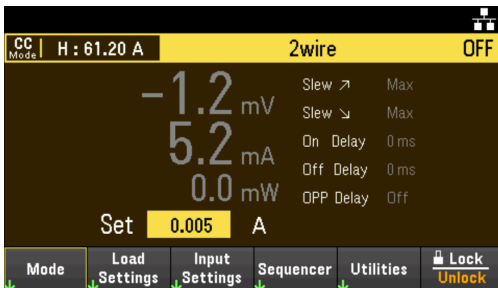 CC Mode H : 61.20 A 2wire OFF
−1.2 mV
5.2 mA
0.0 mW
Slew ↗ Max
Slew ↘ Max
On Delay 0 ms
Off Delay 0 ms
OPP Delay Off
Set 0.005 A
Mode
Load Settings
Input Settings
Sequencer
Utilities
Lock
Unlock